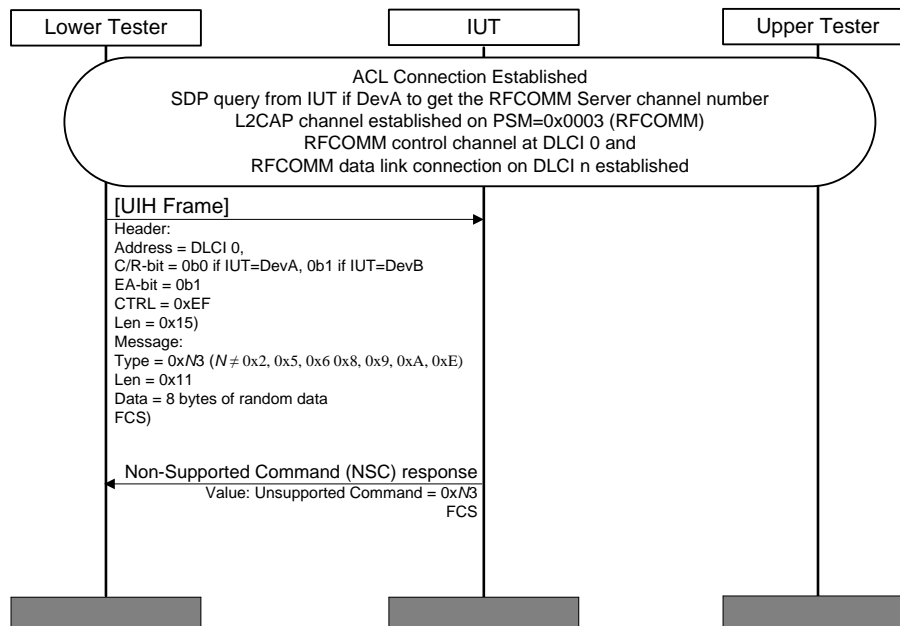 Lower Tester
IUT
Upper Tester
ACL Connection Established
SDP query from IUT if DevA to get the RFCOMM Server channel number
L2CAP channel established on PSM=0x0003 (RFCOMM)
RFCOMM control channel at DLCI 0 and
RFCOMM data link connection on DLCI n established
[UIH Frame]
Header:
Address = DLCI 0,
C/R-bit = 0b0 if IUT=DevA, 0b1 if IUT=DevB
EA-bit = 0b1
CTRL = 0xEF
Len = 0x15)
Message:
Type = 0xN3 (N ≠ 0x2, 0x5, 0x6 0x8, 0x9, 0xA, 0xE)
Len = 0x11
Data = 8 bytes of random data
FCS)
Non-Supported Command (NSC) response
Value: Unsupported Command = 0xN3
FCS